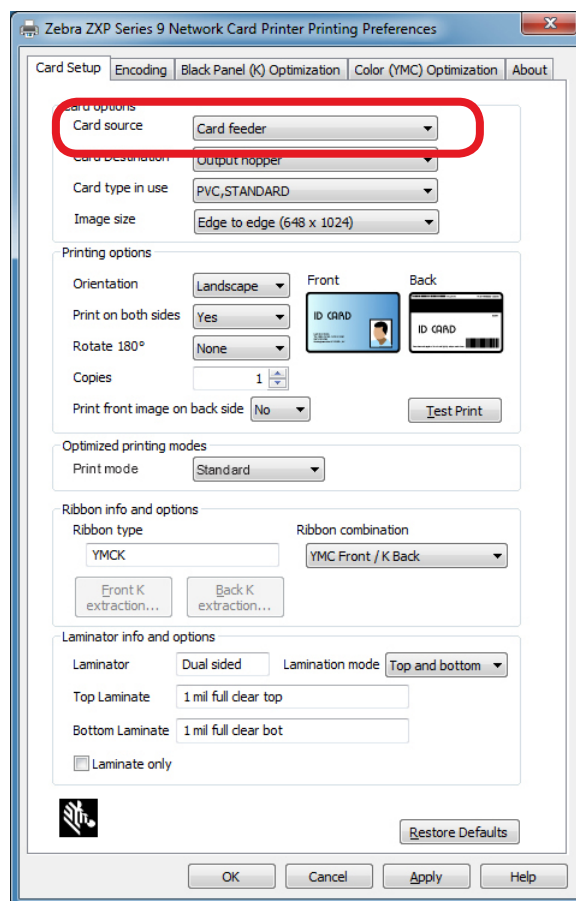 Zebra ZXP Series 9 Network Card Printer Printing Preferences
Card Setup Encoding Black Panel (K) Optimization Color (YMC) Optimization About
Card options
Card source Card feeder
Card Destination Output hopper
Card type in use PVC,STANDARD
Image size Edge to edge (648 x 1024)
Printing options
Orientation Landscape Front Back
Print on both sides Yes
ID CARD ID CARD
Rotate 180° None
Copies 1
Print front image on back side No Test Print
Optimized printing modes
Print mode Standard
Ribbon info and options
Ribbon type Ribbon combination
YMCK YMC Front / K Back
Front K extraction... Back K extraction...
Laminator info and options
Laminator Dual sided Lamination mode Top and bottom
Top Laminate 1 mil full clear top
Bottom Laminate 1 mil full clear bot
Laminate only
Restore Defaults
OK Cancel Apply Help